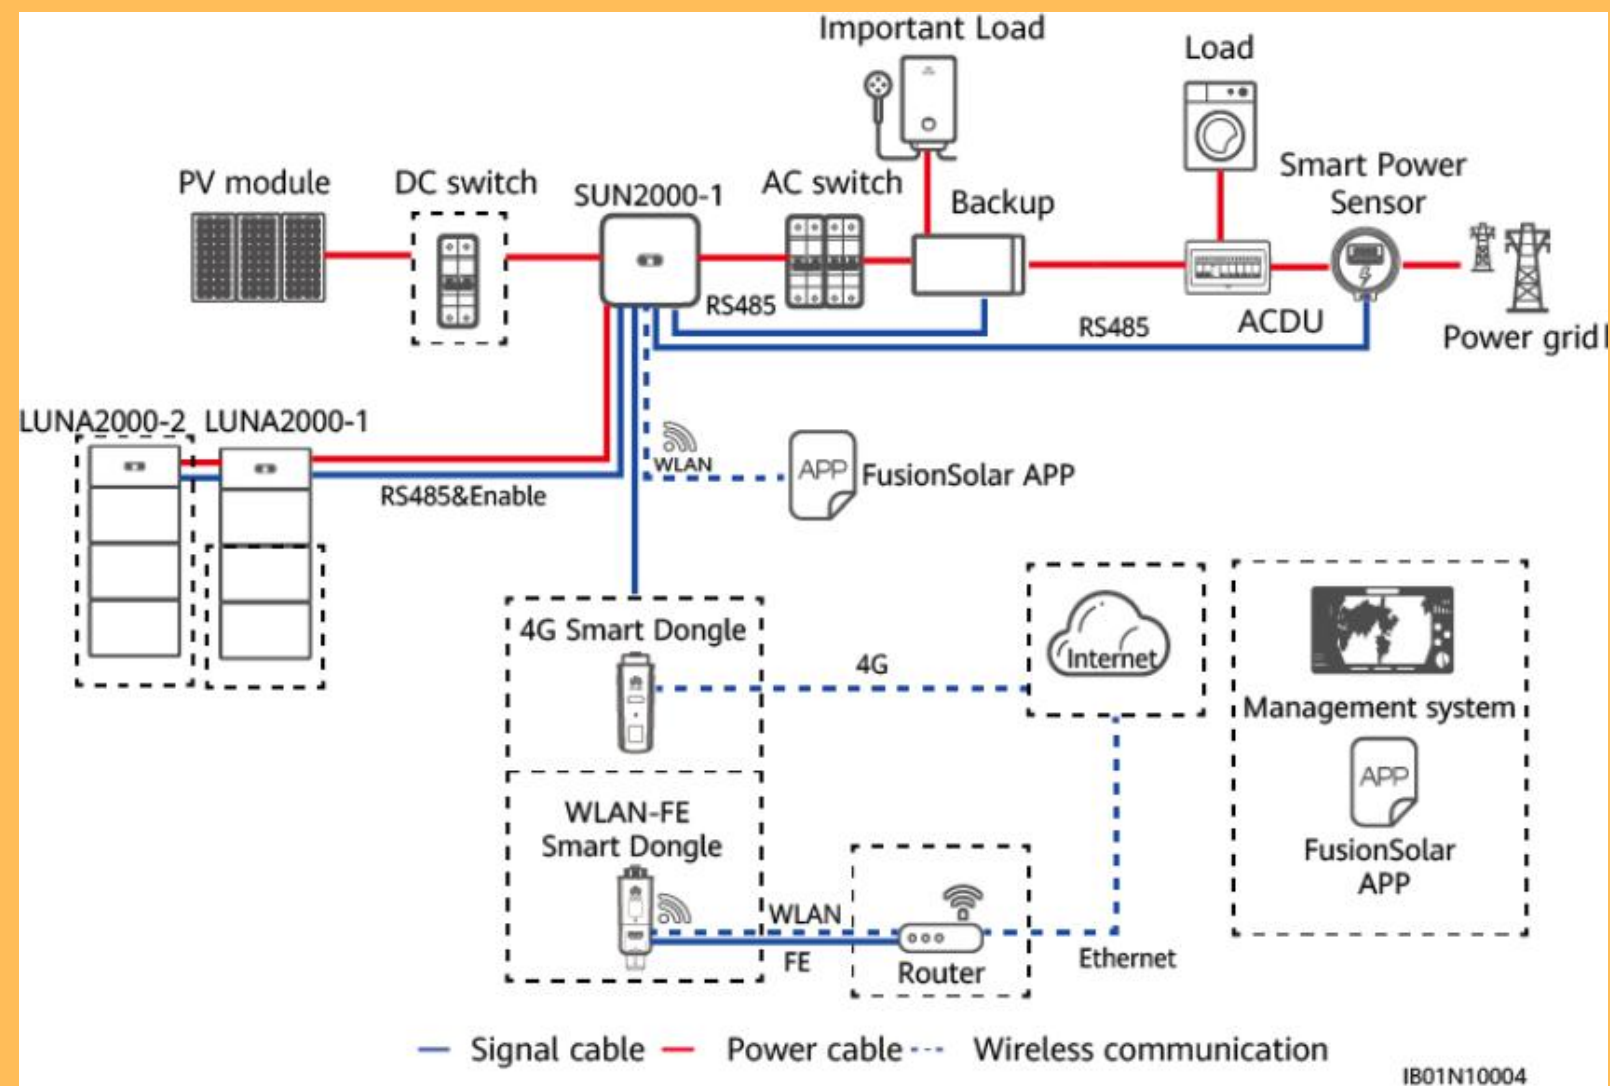 Important Load
Load
PV module
DC switch
SUN2000-1
AC switch
Backup
Smart Power
Sensor
RS485
RS485
ACDU
Power grid
LUNA2000-2
LUNA2000-1
RS485&Enable
WLAN
APP
FusionSolar APP
4G Smart Dongle
4G
Internet
Management system
APP
FusionSolar
APP
WLAN-FE
Smart Dongle
WLAN
FE
Router
Ethernet
Signal cable
Power cable
Wireless communication
IB01N10004